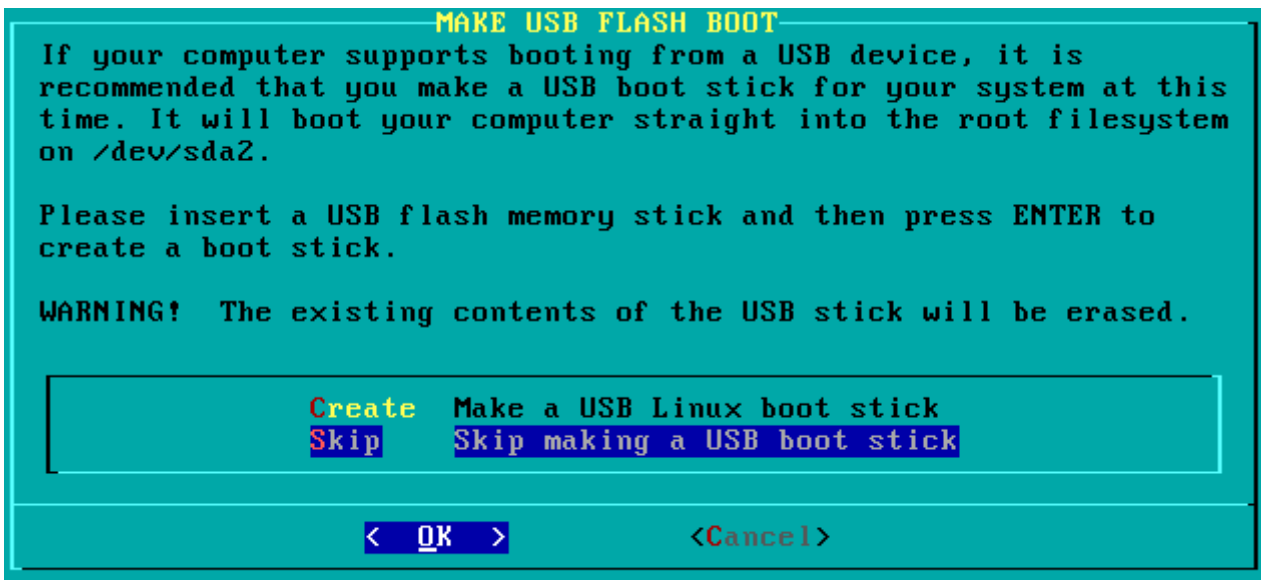 MAKE USB FLASH BOOT
If your computer supports booting from a USB device, it is
recommended that you make a USB boot stick for your system at this
time. It will boot your computer straight into the root filesystem
on /dev/sda2.
Please insert a USB flash memory stick and then press ENTER to
create a boot stick.
WARNING!  The existing contents of the USB stick will be erased.
Create  Make a USB Linux boot stick
Skip    Skip making a USB boot stick
<  OK  >          <Cancel>